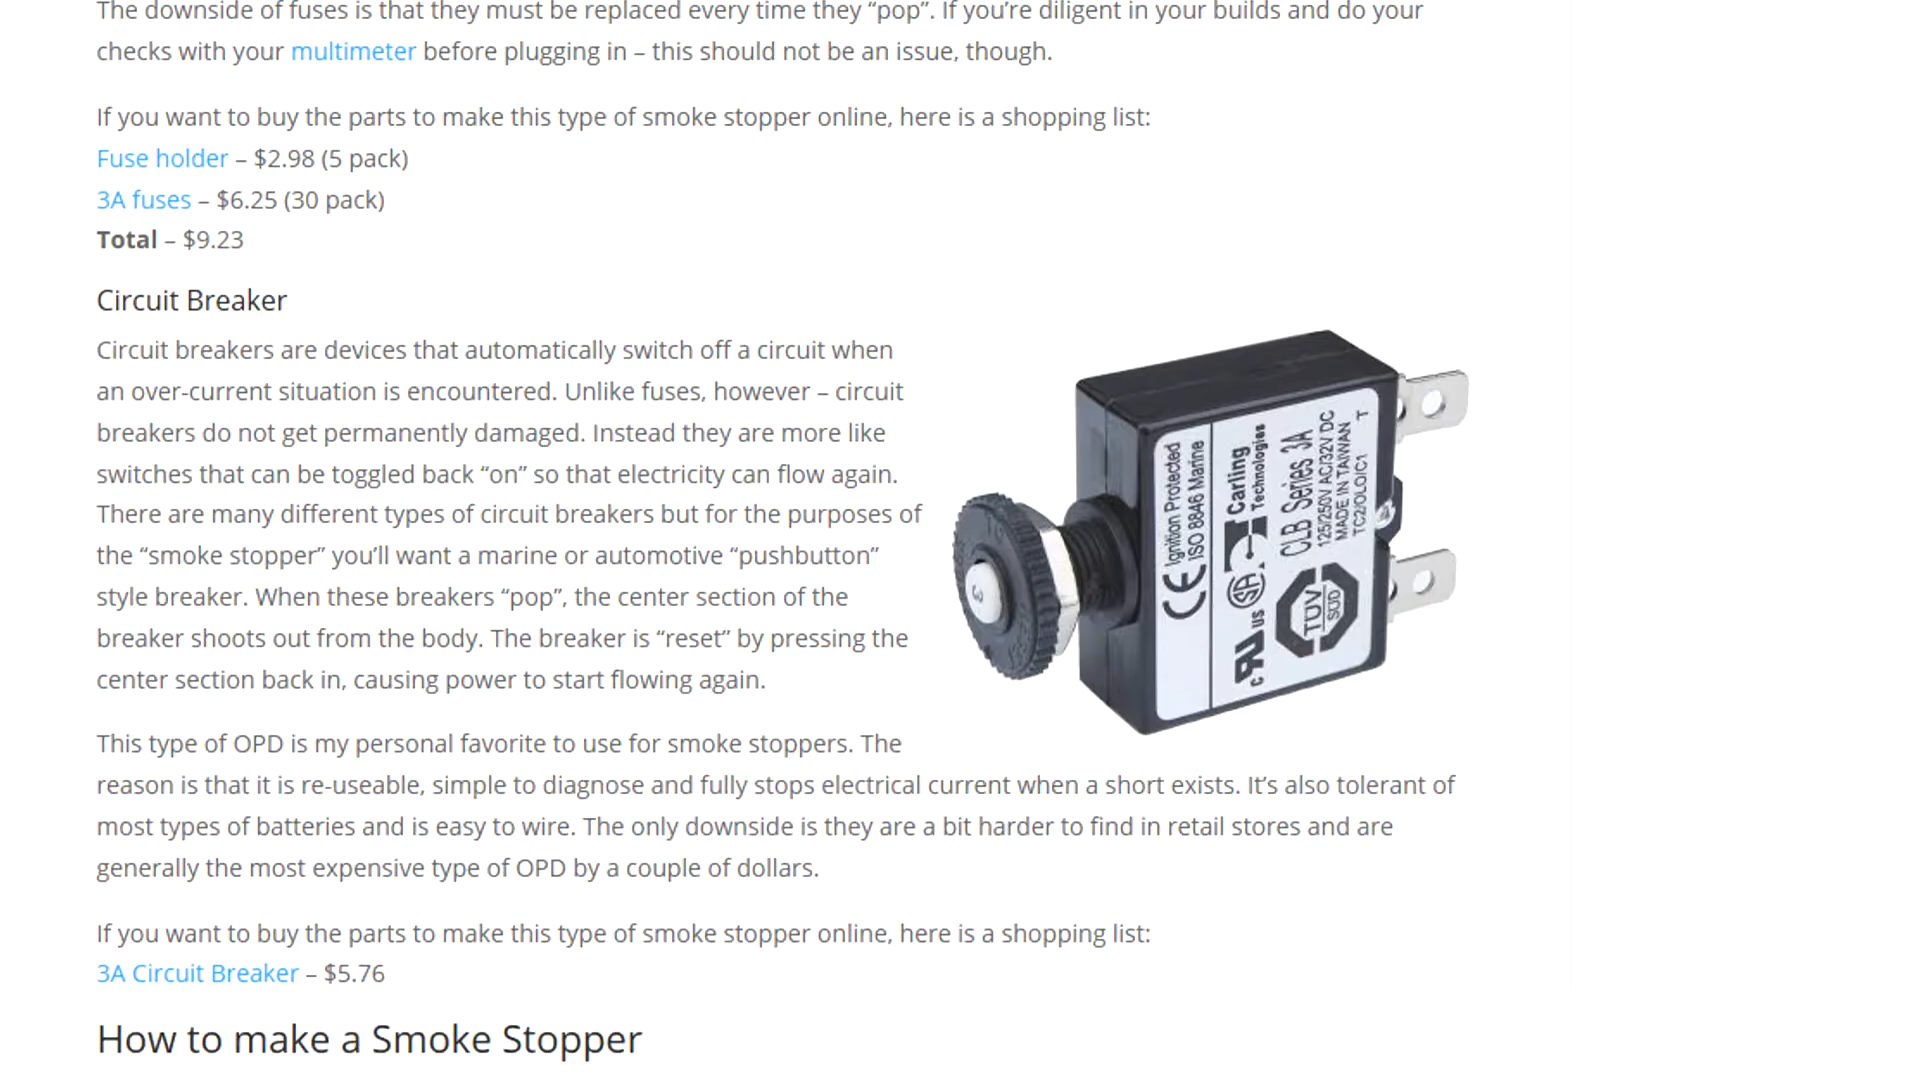 The downside of fuses is that they must be replaced every time they “pop”. If you’re diligent in your builds and do your
checks with your multimeter before plugging in – this should not be an issue, though.
If you want to buy the parts to make this type of smoke stopper online, here is a shopping list:
Fuse holder – $2.98 (5 pack)
3A fuses – $6.25 (30 pack)
Total – $9.23
Circuit Breaker
Circuit breakers are devices that automatically switch off a circuit when
an over-current situation is encountered. Unlike fuses, however – circuit
breakers do not get permanently damaged. Instead they are more like
switches that can be toggled back “on” so that electricity can flow again.
There are many different types of circuit breakers but for the purposes of
the “smoke stopper” you’ll want a marine or automotive “pushbutton”
style breaker. When these breakers “pop”, the center section of the
breaker shoots out from the body. The breaker is “reset” by pressing the
center section back in, causing power to start flowing again.
3
CE Ignition Protected
ISO 8846 Marine
c RU us SA Carling
Technologies
TUV
SUD
CLB Series 3A
125/250V AC/32V DC
MADE IN TAIWAN
TC2/OLO/C1 T
This type of OPD is my personal favorite to use for smoke stoppers. The
reason is that it is re-useable, simple to diagnose and fully stops electrical current when a short exists. It’s also tolerant of
most types of batteries and is easy to wire. The only downside is they are a bit harder to find in retail stores and are
generally the most expensive type of OPD by a couple of dollars.
If you want to buy the parts to make this type of smoke stopper online, here is a shopping list:
3A Circuit Breaker – $5.76
How to make a Smoke Stopper